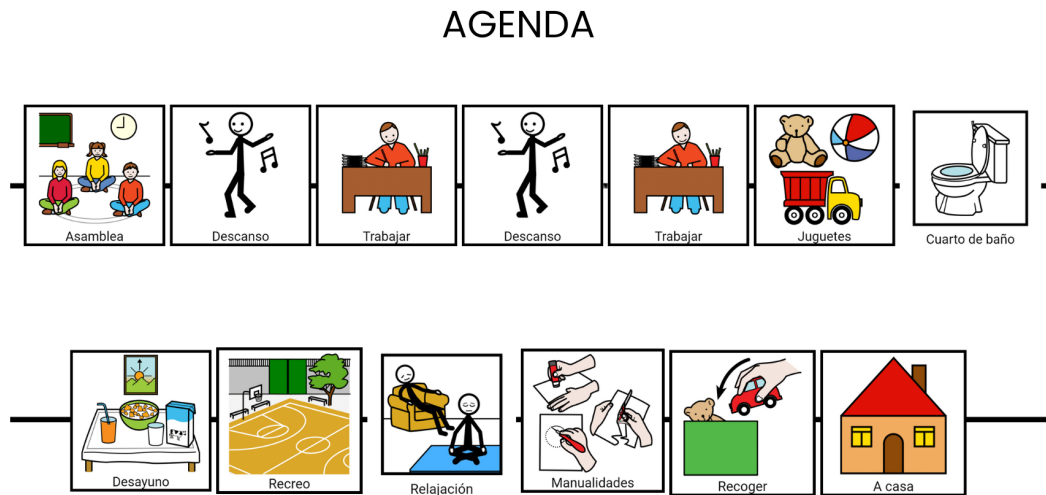 AGENDA
Asamblea
Descanso
Trabajar
Descanso
Trabajar
Juguetes
Cuarto de baño
Desayuno
Recreo
Relajación
Manualidades
Recoger
A casa